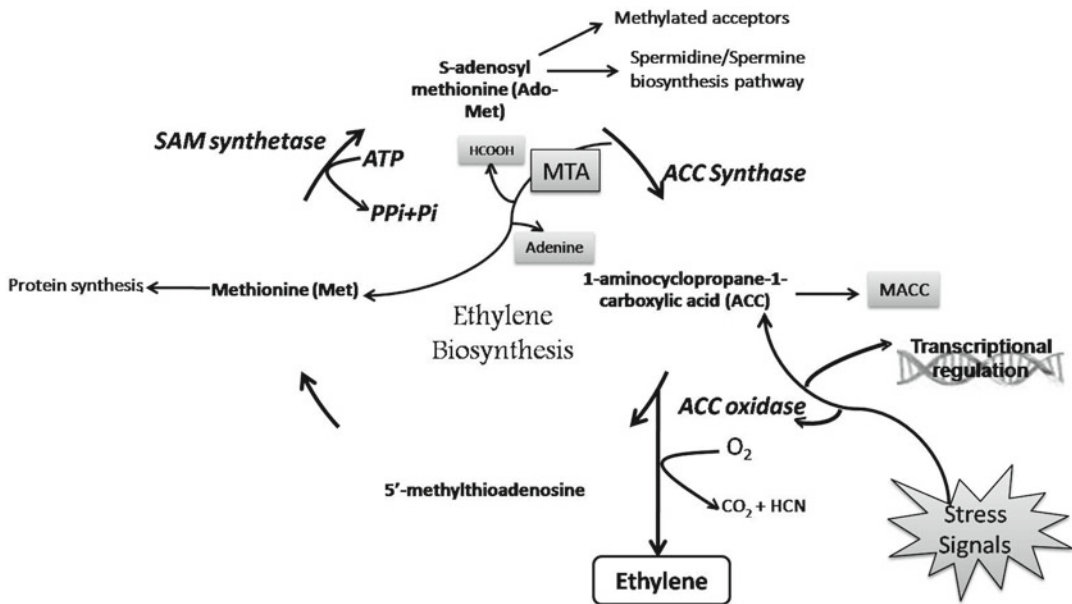 Methylated acceptors
S-adenosyl
methionine (Ado-
Met)
Spermidine/Spermine
biosynthesis pathway
SAM synthetase
ATP
PPi+Pi
HCOOH
MTA
ACC Synthase
Adenine
Protein synthesis
Methionine (Met)
1-aminocyclopropane-1-
carboxylic acid (ACC)
MACC
Ethylene
Biosynthesis
Transcriptional
regulation
ACC oxidase
O₂
5'-methylthioadenosine
CO₂ + HCN
Stress
Signals
Ethylene